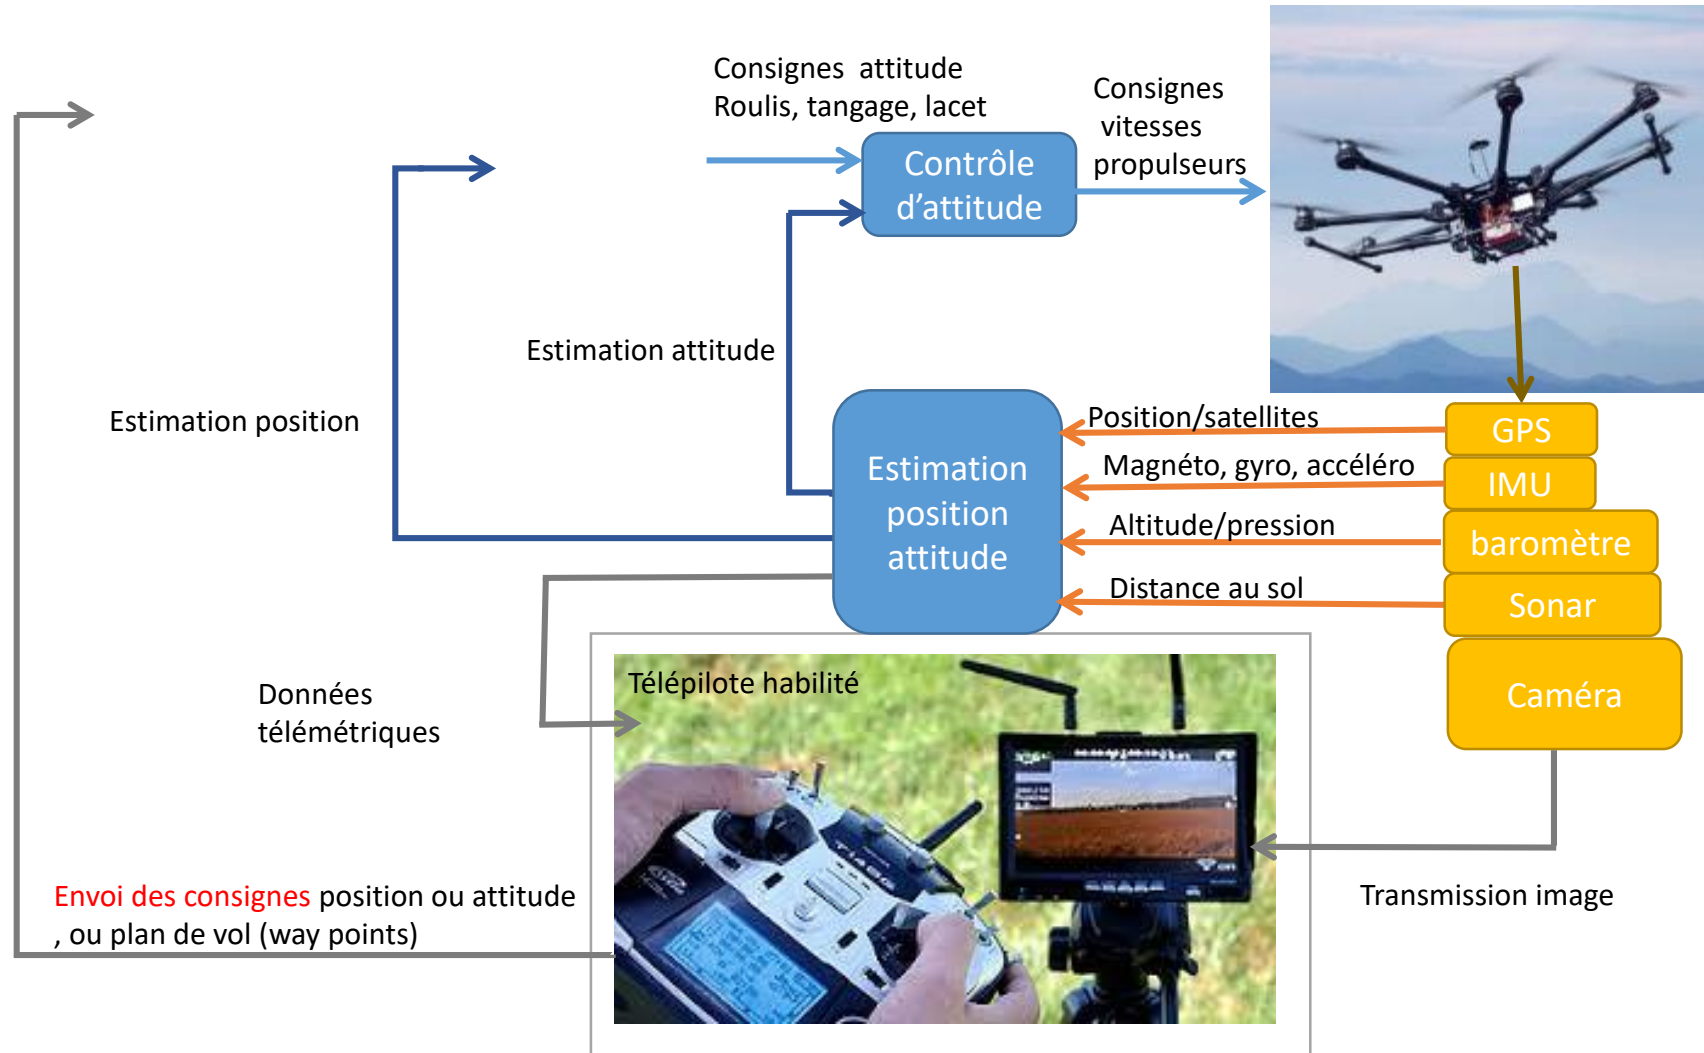 Consignes attitude
Roulis, tangage, lacet
Consignes
vitesses
propulseurs
Contrôle
d’attitude
Estimation attitude
Estimation position
Estimation
position
attitude
Position/satellites
GPS
Magnéto, gyro, accéléro
IMU
Altitude/pression
baromètre
Distance au sol
Sonar
Caméra
Télépilote habilité
Données
télémétriques
T14CG
Envoi des consignes position ou attitude
, ou plan de vol (way points)
Transmission image